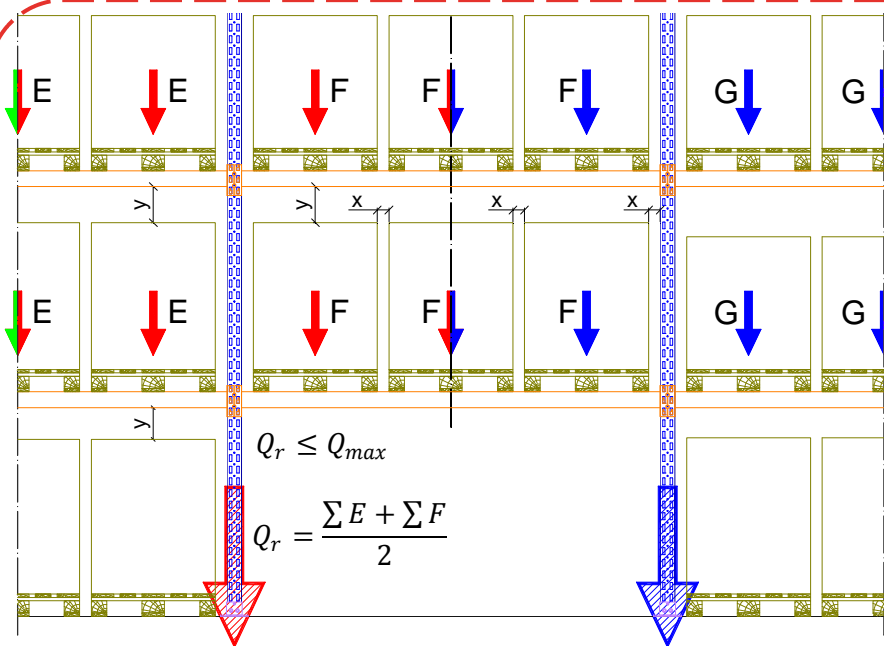 E E F F F G G
y y x x x
E E F F F G G
y
Q_r ≤ Q_max
Q_r = (∑ E + ∑ F) / 2